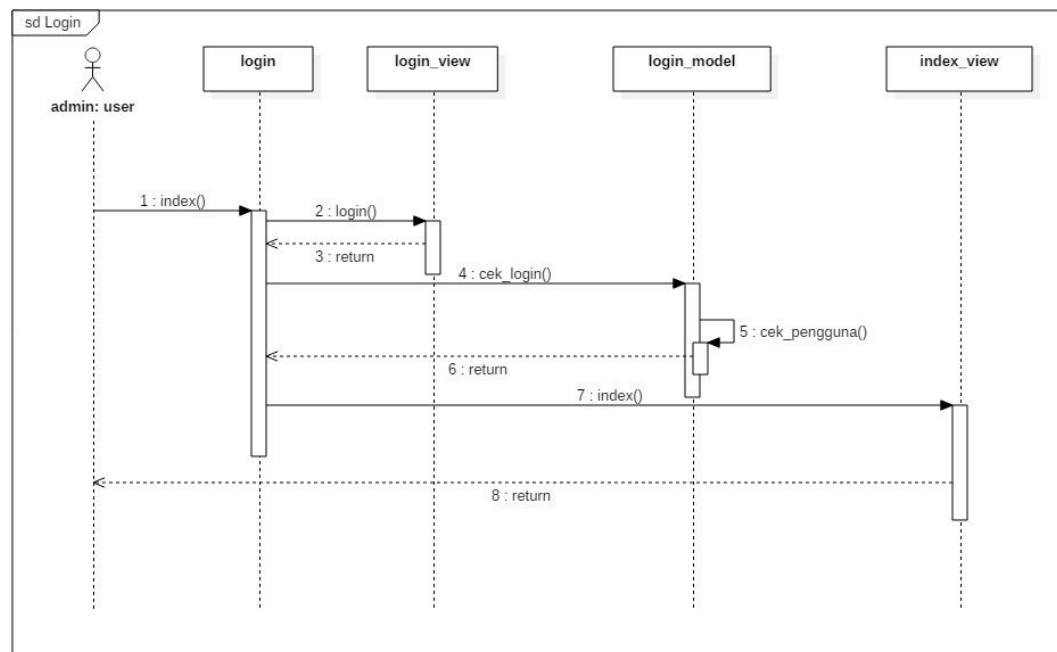 sd Login
admin: user
login
login_view
login_model
index_view
1 : index()
2 : login()
3 : return
4 : cek_login()
5 : cek_pengguna()
6 : return
7 : index()
8 : return